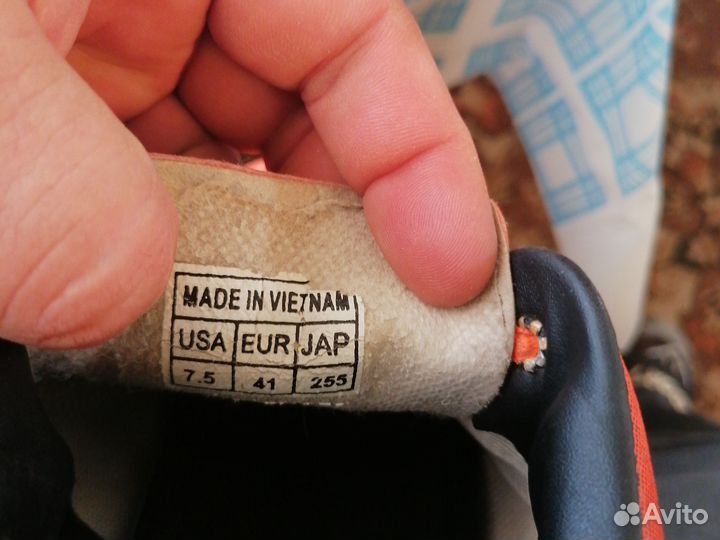 MADE IN VIETNAM
USA EUR JAP
7.5 41 255
Avito